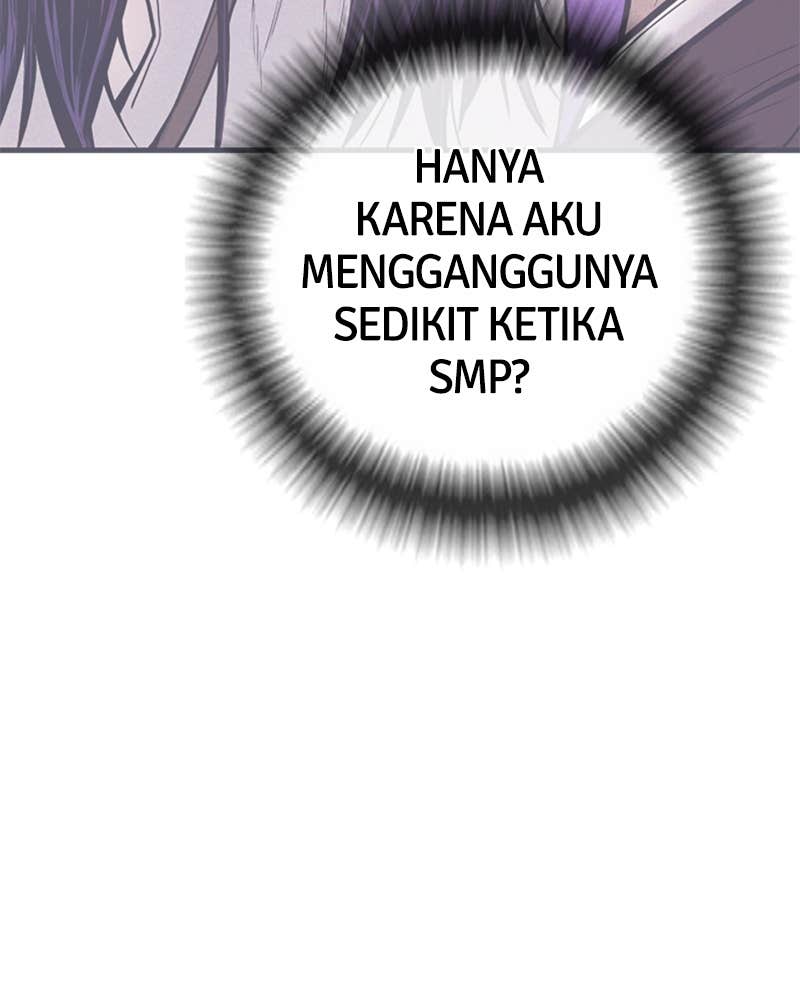 HANYA
KARENA AKU
MENGGANGGUNYA
SEDIKIT KETIKA
SMP?